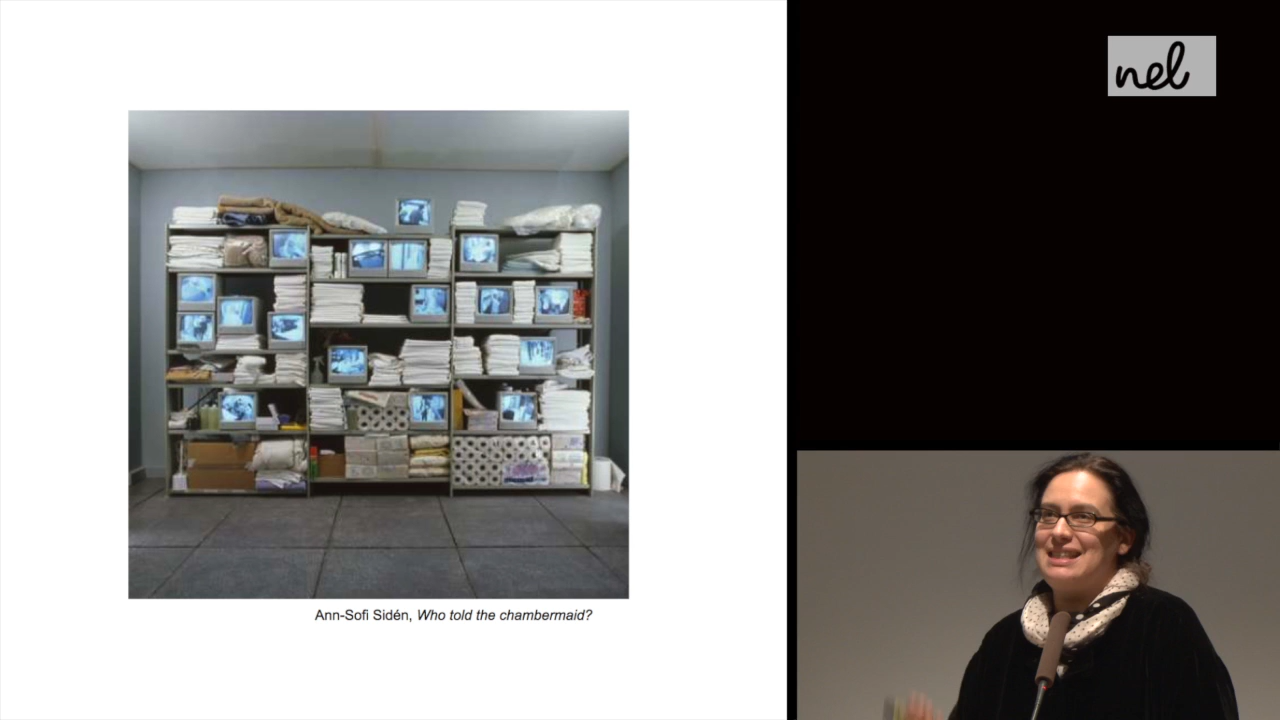 nel
Ann-Sofi Sidén, Who told the chambermaid?